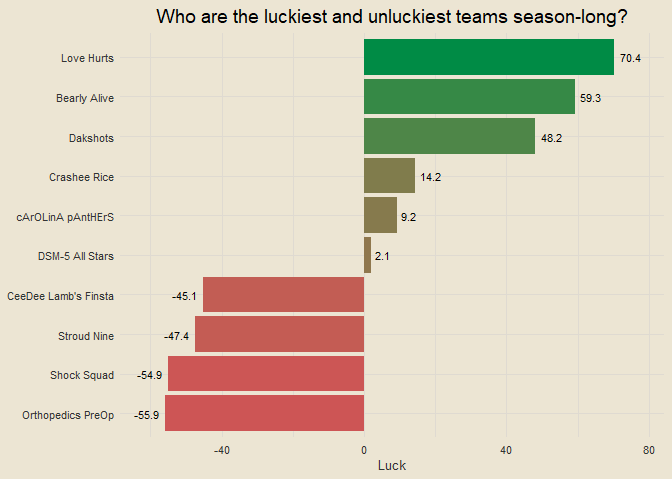 Who are the luckiest and unluckiest teams season-long?
Love Hurts 70.4
Bearly Alive 59.3
Dakshots 48.2
Crashee Rice 14.2
cArOLinA pAntHErS 9.2
DSM-5 All Stars 2.1
CeeDee Lamb's Finsta -45.1
Stroud Nine -47.4
Shock Squad -54.9
Orthopedics PreOp -55.9
-40 0 40 80
Luck